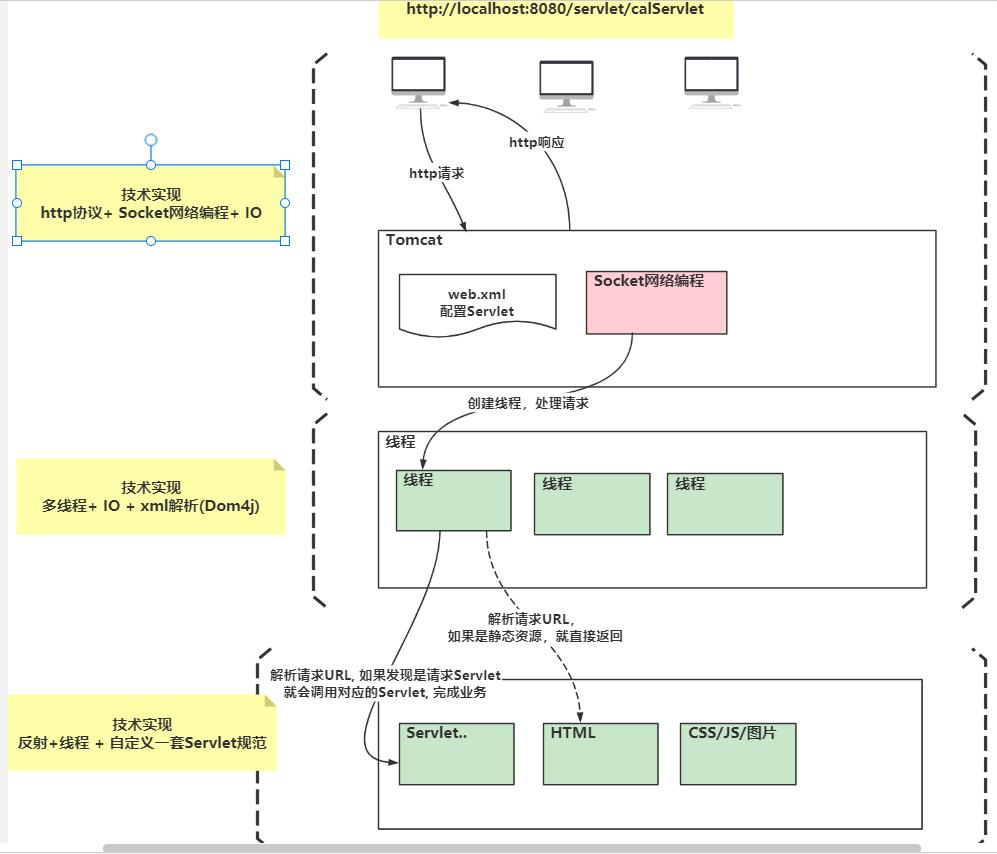 http://localhost:8080/servlet/calServlet
http响应
http请求
技术实现
http协议+ Socket网络编程+ IO
Tomcat
web.xml
配置Servlet
Socket网络编程
创建线程，处理请求
线程
线程
线程
线程
技术实现
多线程+ IO + xml解析(Dom4j)
解析请求URL，
如果是静态资源，就直接返回
解析请求URL, 如果发现是请求Servlet
就会调用对应的Servlet, 完成业务
技术实现
反射+线程 + 自定义一套Servlet规范
Servlet..
HTML
CSS/JS/图片